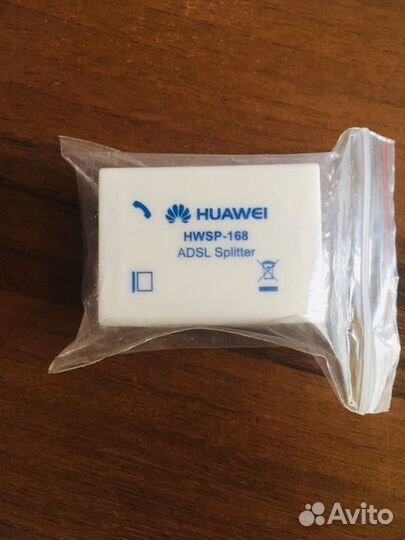 HUAWEI
HWSP-168
ADSL Splitter
Avito